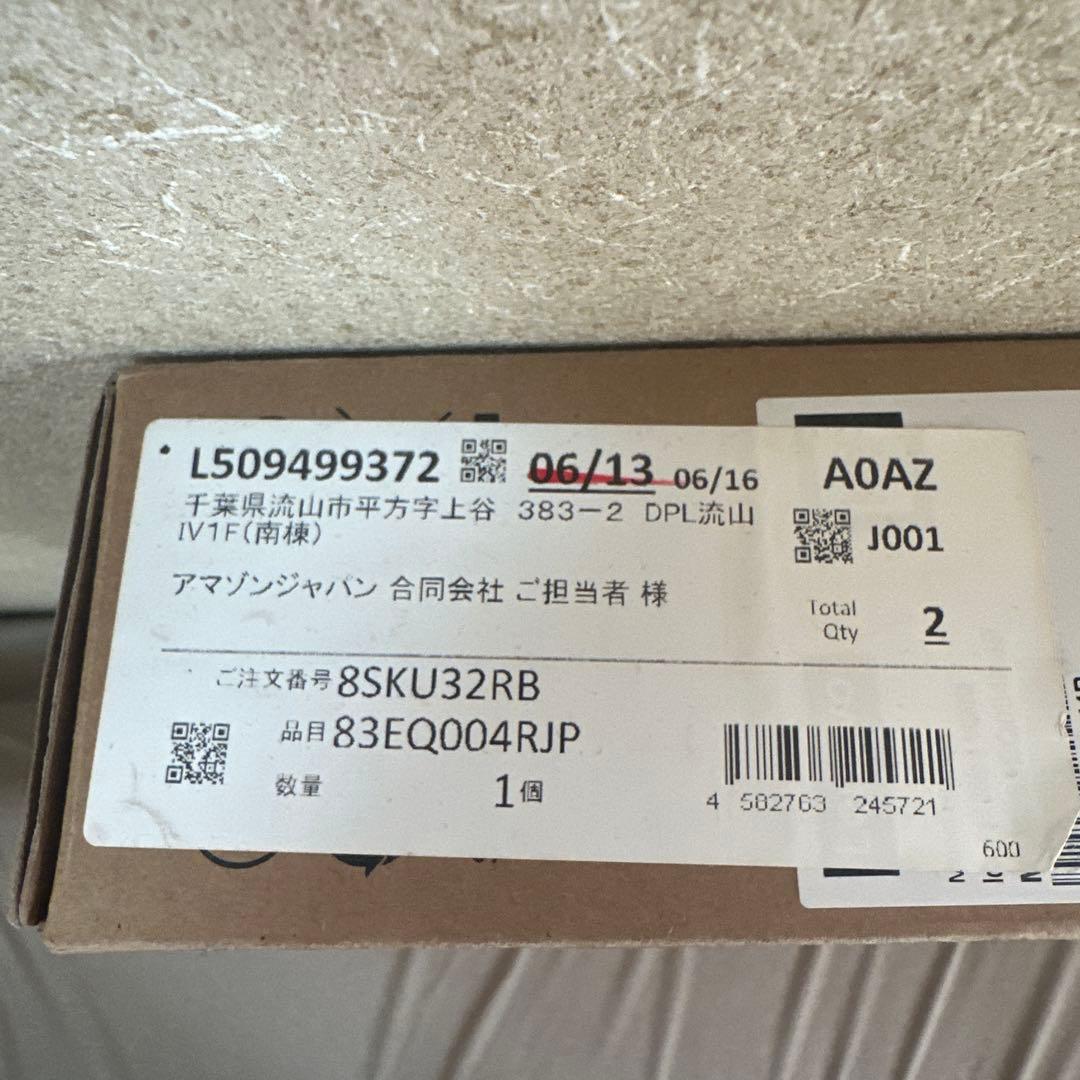 L509499372 06/13 06/16 A0AZ
千葉県流山市平方字上谷 383－2 DPL流山
Ⅳ1F(南棟)
J001
アマゾンジャパン 合同会社 ご担当者 様
Total
Qty 2
ご注文番号 8SKU32RB
品目 83EQ004RJP
数量 1個
4 582763 245721
600